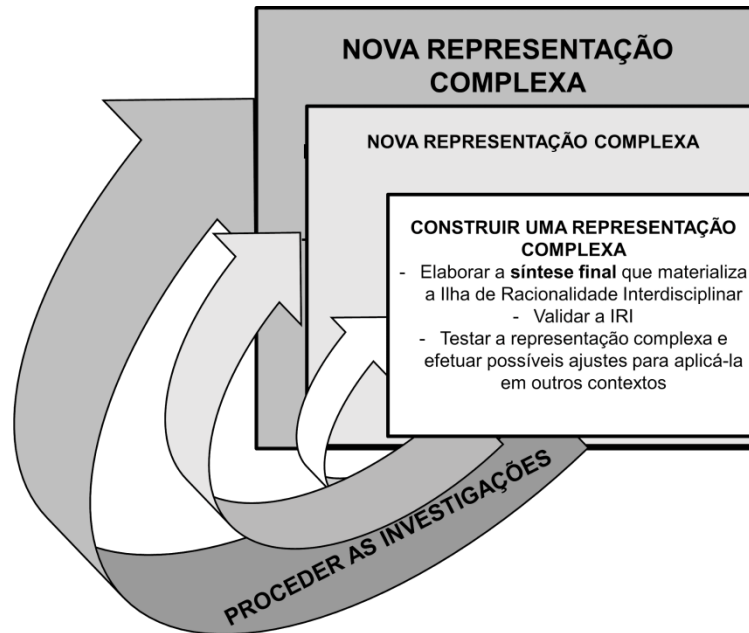 NOVA REPRESENTAÇÃO
COMPLEXA
NOVA REPRESENTAÇÃO COMPLEXA
CONSTRUIR UMA REPRESENTAÇÃO
COMPLEXA
- Elaborar a síntese final que materializa
a Ilha de Racionalidade Interdisciplinar
- Validar a IRI
- Testar a representação complexa e
efetuar possíveis ajustes para aplicá-la
em outros contextos
PROCEDER AS INVESTIGAÇÕES